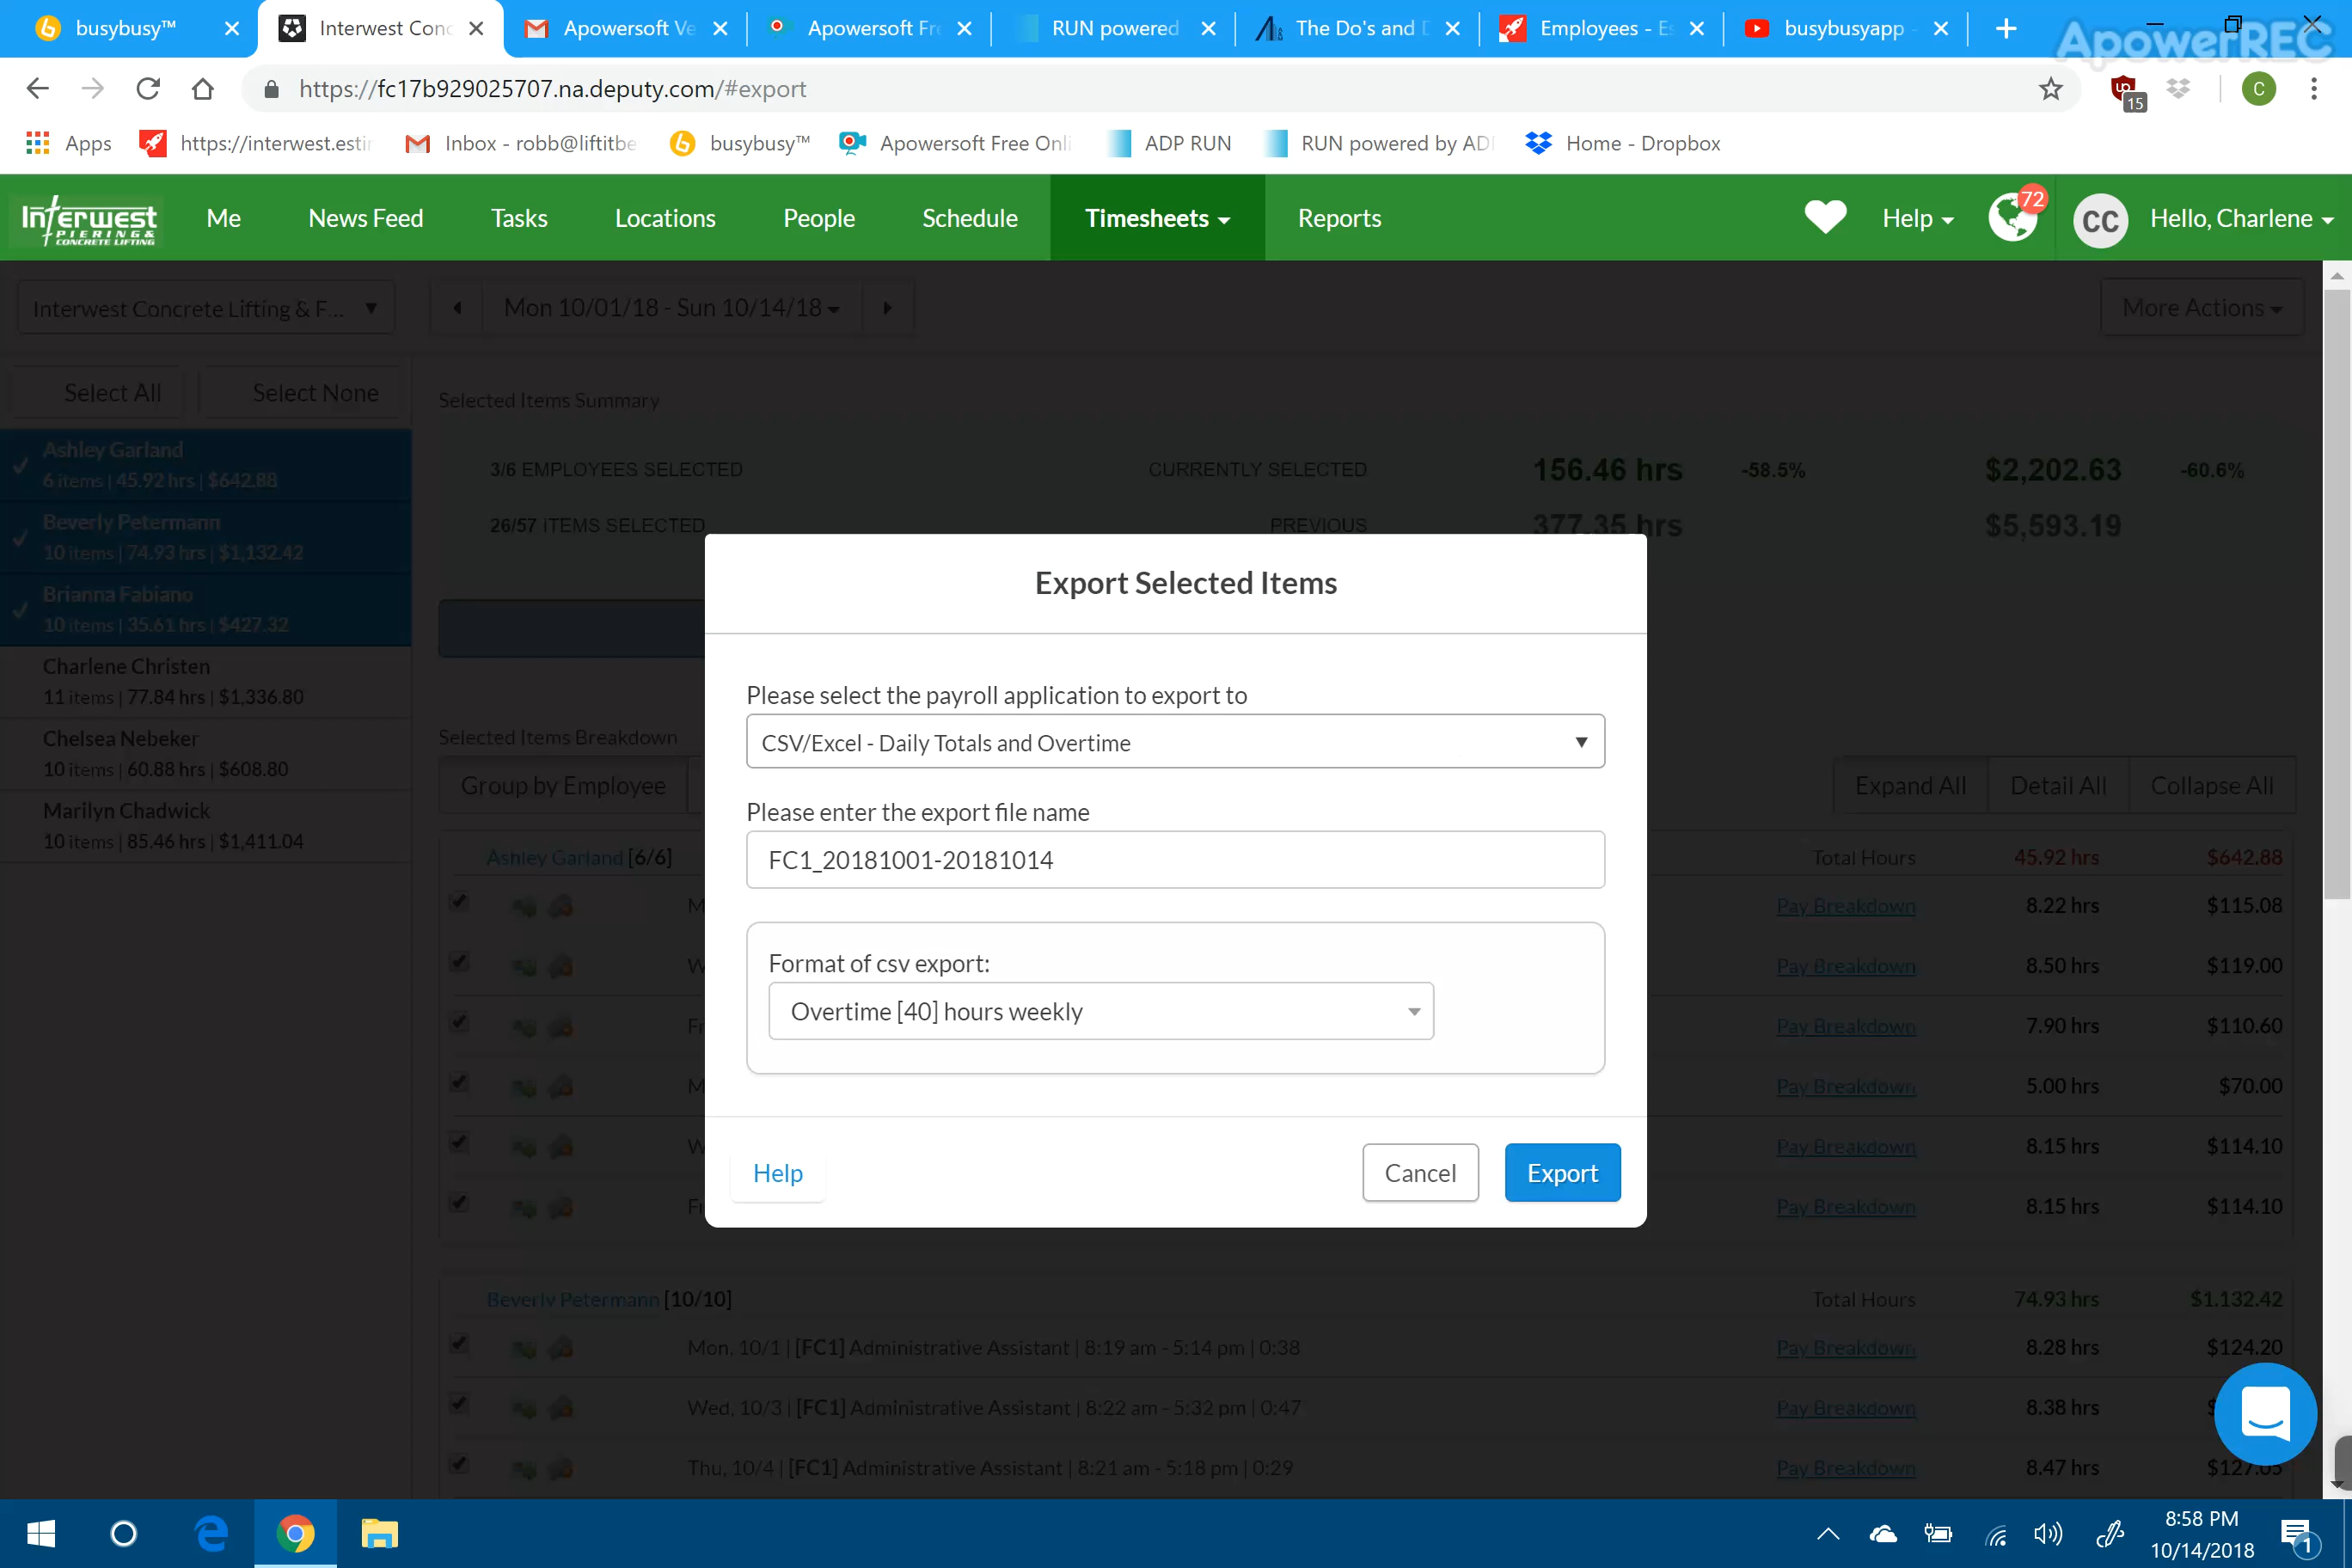 busybusy™
Interwest Conc
Apowersoft Ve
Apowersoft Fre
RUN powered
The Do's and D
Employees - Es
busybusyapp -
ApowerREC
https://fc17b929025707.na.deputy.com/#export
15
C
Apps
https://interwest.estim
Inbox - robb@liftitbe
busybusy™
Apowersoft Free Onli
ADP RUN
RUN powered by ADP
Home - Dropbox
Interwest
PIERING &
CONCRETE LIFTING
Me
News Feed
Tasks
Locations
People
Schedule
Timesheets
Reports
Help
72
CC
Hello, Charlene
Interwest Concrete Lifting & F...
Mon 10/01/18 - Sun 10/14/18
More Actions
Select All
Select None
Selected Items Summary
Ashley Garland
6 items | 45.92 hrs | $642.88
Beverly Petermann
10 items | 74.93 hrs | $1,132.42
Brianna Fabiano
10 items | 35.61 hrs | $427.32
Charlene Christen
11 items | 77.84 hrs | $1,336.80
Chelsea Nebeker
10 items | 60.88 hrs | $608.80
Marilyn Chadwick
10 items | 85.46 hrs | $1,411.04
3/6 EMPLOYEES SELECTED
CURRENTLY SELECTED
156.46 hrs
-58.5%
$2,202.63
-60.6%
26/57 ITEMS SELECTED
PREVIOUS
377.35 hrs
$5,593.19
Export Selected Items
Please select the payroll application to export to
CSV/Excel - Daily Totals and Overtime
Please enter the export file name
FC1_20181001-20181014
Format of csv export:
Overtime [40] hours weekly
Help
Cancel
Export
Selected Items Breakdown
Group by Employee
Expand All
Detail All
Collapse All
Ashley Garland [6/6]
Total Hours
45.92 hrs
$642.88
Pay Breakdown
8.22 hrs
$115.08
Pay Breakdown
8.50 hrs
$119.00
Pay Breakdown
7.90 hrs
$110.60
Pay Breakdown
5.00 hrs
$70.00
Pay Breakdown
8.15 hrs
$114.10
Pay Breakdown
8.15 hrs
$114.10
Beverly Petermann [10/10]
Total Hours
74.93 hrs
$1,132.42
Mon, 10/1 | [FC1] Administrative Assistant | 8:19 am - 5:14 pm | 0:38
Pay Breakdown
8.28 hrs
$124.20
Wed, 10/3 | [FC1] Administrative Assistant | 8:22 am - 5:32 pm | 0:47
Pay Breakdown
8.38 hrs
Thu, 10/4 | [FC1] Administrative Assistant | 8:21 am - 5:18 pm | 0:29
Pay Breakdown
8.47 hrs
$127.05
8:58 PM
10/14/2018
1